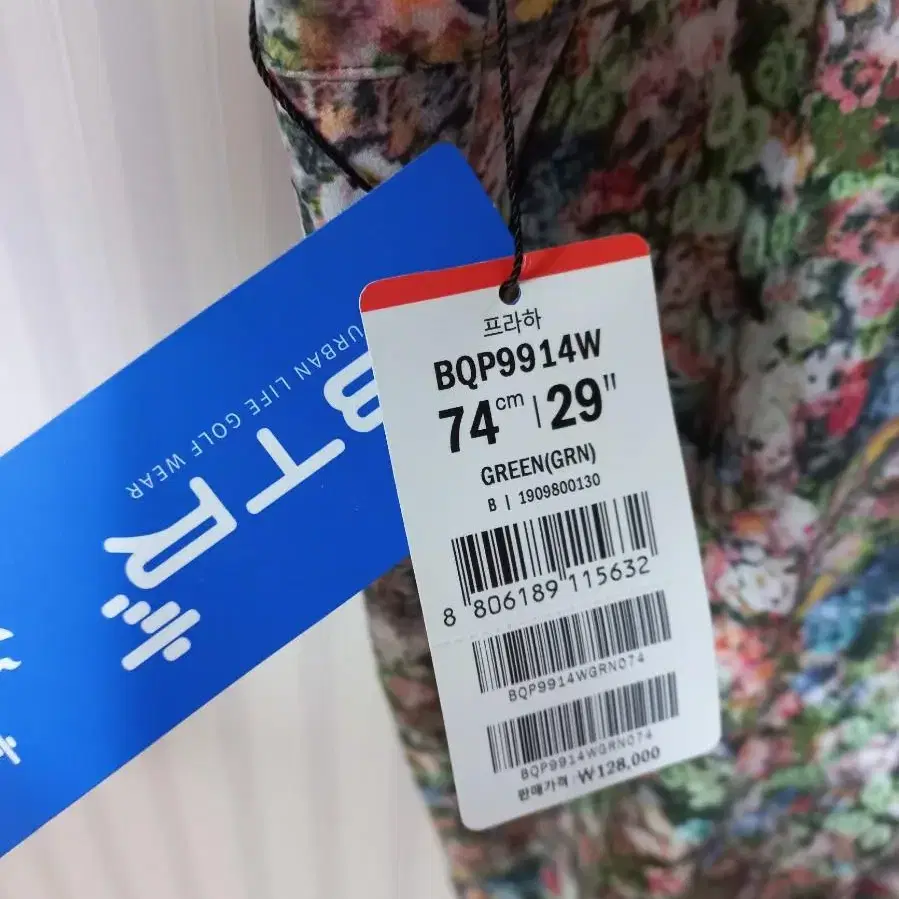 BTR
URBAN LIFE GOLF WEAR
프라하
BQP9914W
74cm | 29"
GREEN(GRN)
B | 1909800130
8 806189 115632
BQP9914WGRN074
BQP9914WGRN074
판매가격 ₩128,000